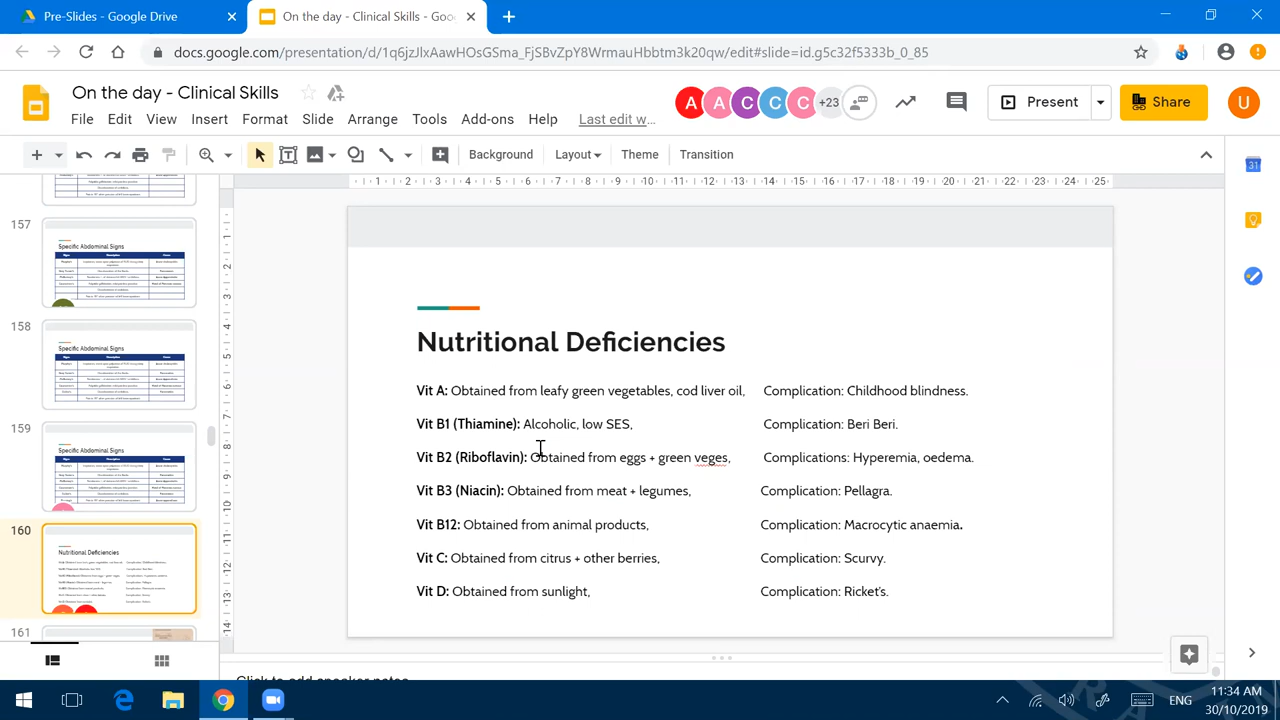 Pre-Slides - Google Drive
On the day - Clinical Skills - Goo
docs.google.com/presentation/d/1q6jzJlxAawHOsGSma_FjSBtZpY8WrmauHbbtm3k20qw/edit#slide=id.g5c32f5333b_0_85
On the day - Clinical Skills
A A C C C +23
Present
Share
U
File Edit View Insert Format Slide Arrange Tools Add-ons Help Last edit w...
Background Layout Theme Transition
31
157
Specific Abdominal Signs
158
Specific Abdominal Signs
159
Specific Abdominal Signs
160
Nutritional Deficiencies
161
Nutritional Deficiencies
Vit A: Obtained from leafy green vegetables, cod liver oil, Complication: Childhood blindness.
Vit B1 (Thiamine): Alcoholic, low SES, Complication: Beri Beri.
Vit B2 (Riboflavin): Obtained from eggs + green veges, Complications: Hyperemia, oedema.
Vit B3 (Niacin): Obtained from meat + legumes, Complication: Pellagra.
Vit B12: Obtained from animal products, Complication: Macrocytic anaemia.
Vit C: Obtained from citrus + other berries, Complication: Scurvy.
Vit D: Obtained from sunlight, Complication: Ricket's.
Click to add speaker notes
ENG
11:34 AM
30/10/2019